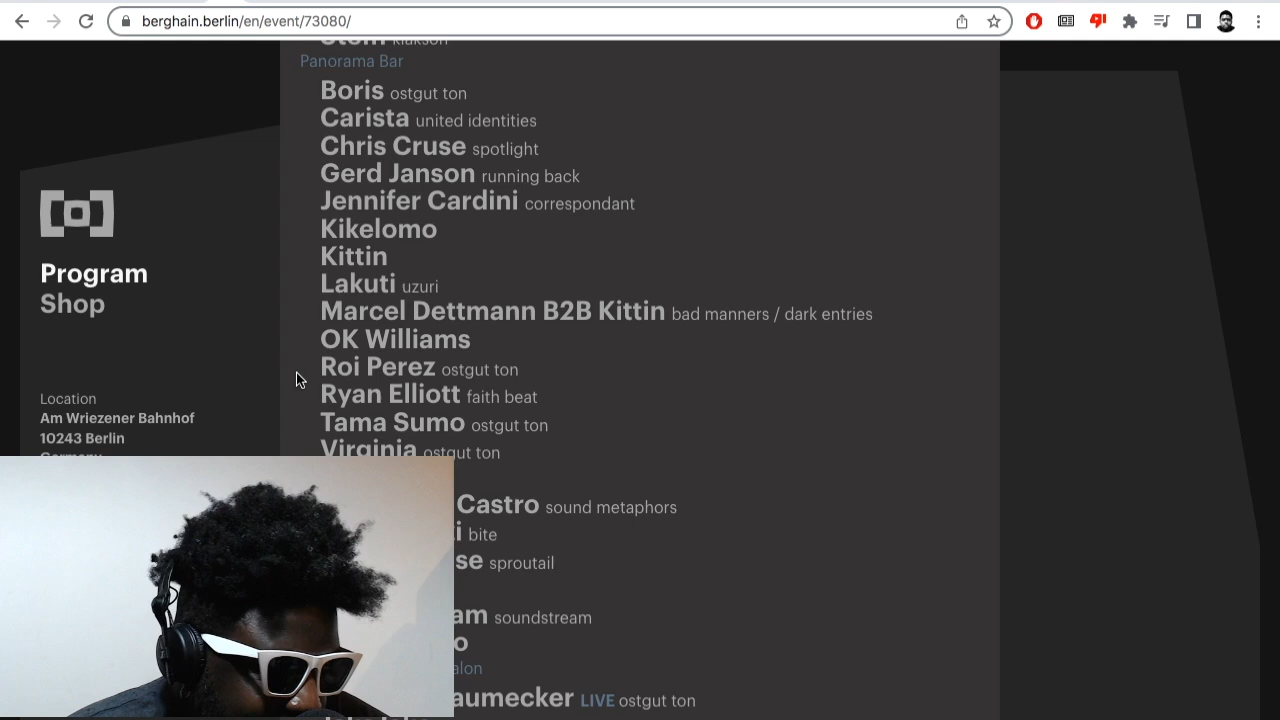 berghain.berlin/en/event/73080/
klakson
Panorama Bar
Boris ostgut ton
Carista united identities
Chris Cruse spotlight
Gerd Janson running back
Jennifer Cardini correspondant
Kikelomo
Kittin
Lakuti uzuri
Marcel Dettmann B2B Kittin bad manners / dark entries
OK Williams
Roi Perez ostgut ton
Ryan Elliott faith beat
Tama Sumo ostgut ton
Virginia ostgut ton
Castro sound metaphors
bite
sproutail
soundstream
LIVE ostgut ton
Program
Shop
Location
Am Wriezener Bahnhof
10243 Berlin
Germany